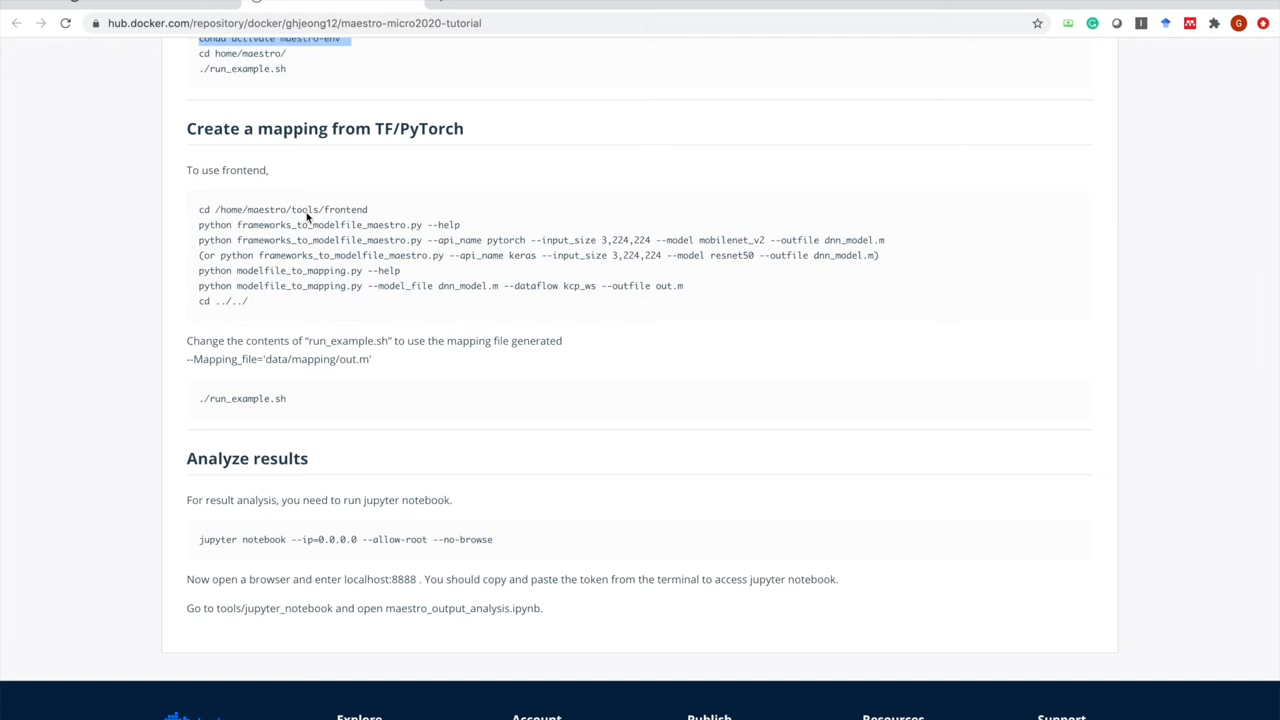 hub.docker.com/repository/docker/ghjeong12/maestro-micro2020-tutorial
G
conda activate maestro-env
cd home/maestro/
./run_example.sh
Create a mapping from TF/PyTorch
To use frontend,
cd /home/maestro/tools/frontend
python frameworks_to_modelfile_maestro.py --help
python frameworks_to_modelfile_maestro.py --api_name pytorch --input_size 3,224,224 --model mobilenet_v2 --outfile dnn_model.m
(or python frameworks_to_modelfile_maestro.py --api_name keras --input_size 3,224,224 --model resnet50 --outfile dnn_model.m)
python modelfile_to_mapping.py --help
python modelfile_to_mapping.py --model_file dnn_model.m --dataflow kcp_ws --outfile out.m
cd ../../
Change the contents of “run_example.sh” to use the mapping file generated
--Mapping_file='data/mapping/out.m'
./run_example.sh
Analyze results
For result analysis, you need to run jupyter notebook.
jupyter notebook --ip=0.0.0.0 --allow-root --no-browse
Now open a browser and enter localhost:8888 . You should copy and paste the token from the terminal to access jupyter notebook.
Go to tools/jupyter_notebook and open maestro_output_analysis.ipynb.
Explore Account Publish Resources Support